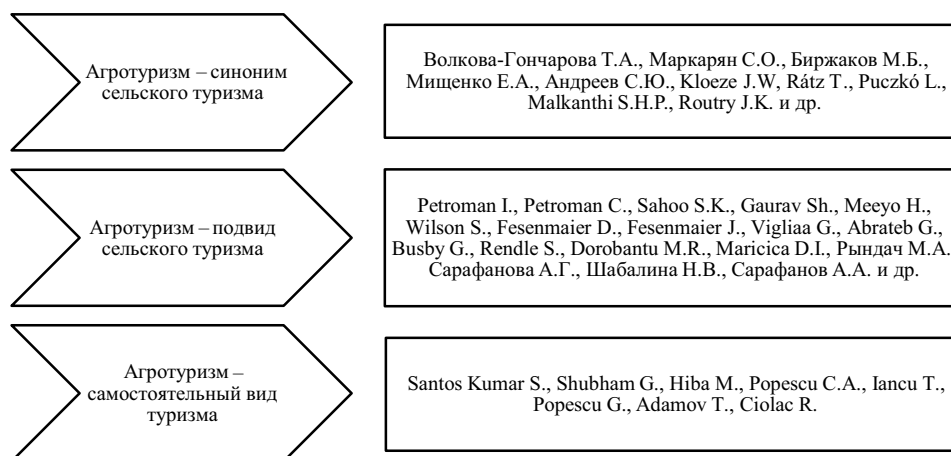 Агротуризм – синоним
сельского туризма
Волкова-Гончарова Т.А., Маркарян С.О., Биржаков М.Б.,
Мищенко Е.А., Андреев С.Ю., Kloeze J.W, Rátz T., Puczkó L.,
Malkanthi S.H.P., Routry J.K. и др.
Агротуризм – подвид
сельского туризма
Petroman I., Petroman C., Sahoo S.K., Gaurav Sh., Meeyo H.,
Wilson S., Fesenmaier D., Fesenmaier J., Vigliaa G., Abrateb G.,
Busby G., Rendle S., Dorobantu M.R., Maricica D.I., Рындач М.А.
Сарафанова А.Г., Шабалина Н.В., Сарафанов А.А. и др.
Агротуризм –
самостоятельный вид
туризма
Santos Kumar S., Shubham G., Hiba M., Popescu C.A., Iancu T.,
Popescu G., Adamov T., Ciolac R.